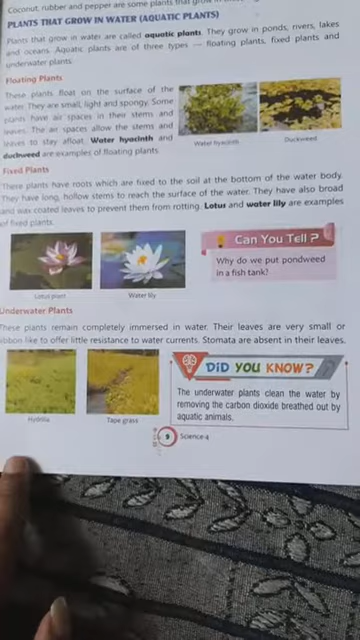 Coconut, rubber and pepper are some plants that grow in
PLANTS THAT GROW IN WATER (AQUATIC PLANTS)
Plants that grow in water are called aquatic plants. They grow in ponds, rivers, lakes
and oceans. Aquatic plants are of three types — floating plants, fixed plants and
underwater plants.
Floating Plants
These plants float on the surface of the
water. They are small, light and spongy. Some
plants have air spaces in their stems and
leaves. The air spaces allow the stems and
leaves to stay afloat. Water hyacinth and
duckweed are examples of floating plants.
Water hyacinth
Duckweed
Fixed Plants
These plants have roots which are fixed to the soil at the bottom of the water body.
They have long, hollow stems to reach the surface of the water. They also have broad
and wax coated leaves to prevent them from rotting. Lotus and water lily are examples
of fixed plants.
Lotus plant
Water lily
Can You Tell?
Why do we put pondweed
in a fish tank?
Underwater Plants
These plants remain completely immersed in water. Their leaves are very small or
ribbon like to offer little resistance to water currents. Stomata are absent in their leaves.
Hydrilla
Tape grass
DID YOU KNOW?
The underwater plants clean the water by
removing the carbon dioxide breathed out by
aquatic animals.
9 Science-4